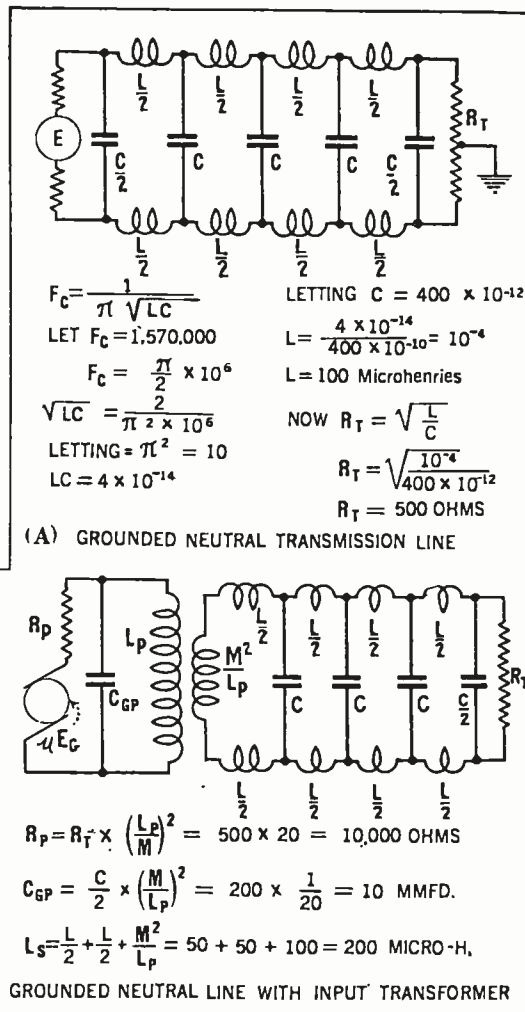 L/2 L/2 L/2 L/2
E C/2 C C C C/2 R_T
L/2 L/2 L/2 L/2
F_C = 1 / π √LC
LET F_C = 1,570,000
F_C = π/2 × 10⁶
√LC = 2 / π² × 10⁶
LETTING = π² = 10
LC = 4 × 10⁻¹⁴
LETTING C = 400 × 10⁻¹²
L = 4 × 10⁻¹⁴ / 400 × 10⁻¹⁰ = 10⁻⁴
L = 100 Microhenries
NOW R_T = √(L/C)
R_T = √(10⁻⁴ / 400 × 10⁻¹²)
R_T = 500 OHMS
(A) GROUNDED NEUTRAL TRANSMISSION LINE
L/2 L/2 L/2 L/2
R_P L_P M²/L_P R_T
μE_G C_GP C C C C/2
L/2 L/2 L/2 L/2
R_P = R_T × (L_P/M)² = 500 × 20 = 10,000 OHMS
C_GP = C/2 × (M/L_P)² = 200 × 1/20 = 10 MMFD.
L_S = L/2 + L/2 + M²/L_P = 50 + 50 + 100 = 200 MICRO-H.
GROUNDED NEUTRAL LINE WITH INPUT TRANSFORMER